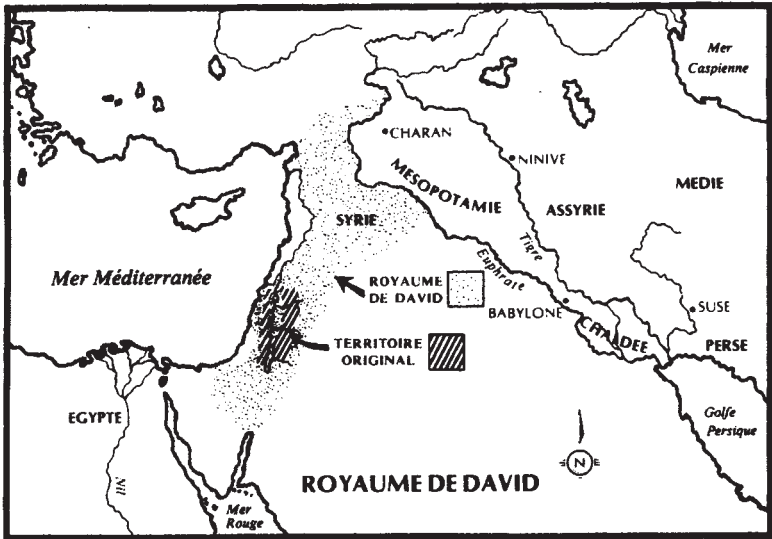 Mer
Caspienne
CHARAN
NINIVE
MESOPOTAMIE
MEDIE
ASSYRIE
SYRIE
Tigre
Mer Méditerranée
Euphrate
ROYAUME
DE DAVID
BABYLONE
SUSE
CHALDEE
TERRITOIRE
ORIGINAL
PERSE
EGYPTE
Golfe
Persique
Nil
N
E
ROYAUME DE DAVID
Mer
Rouge